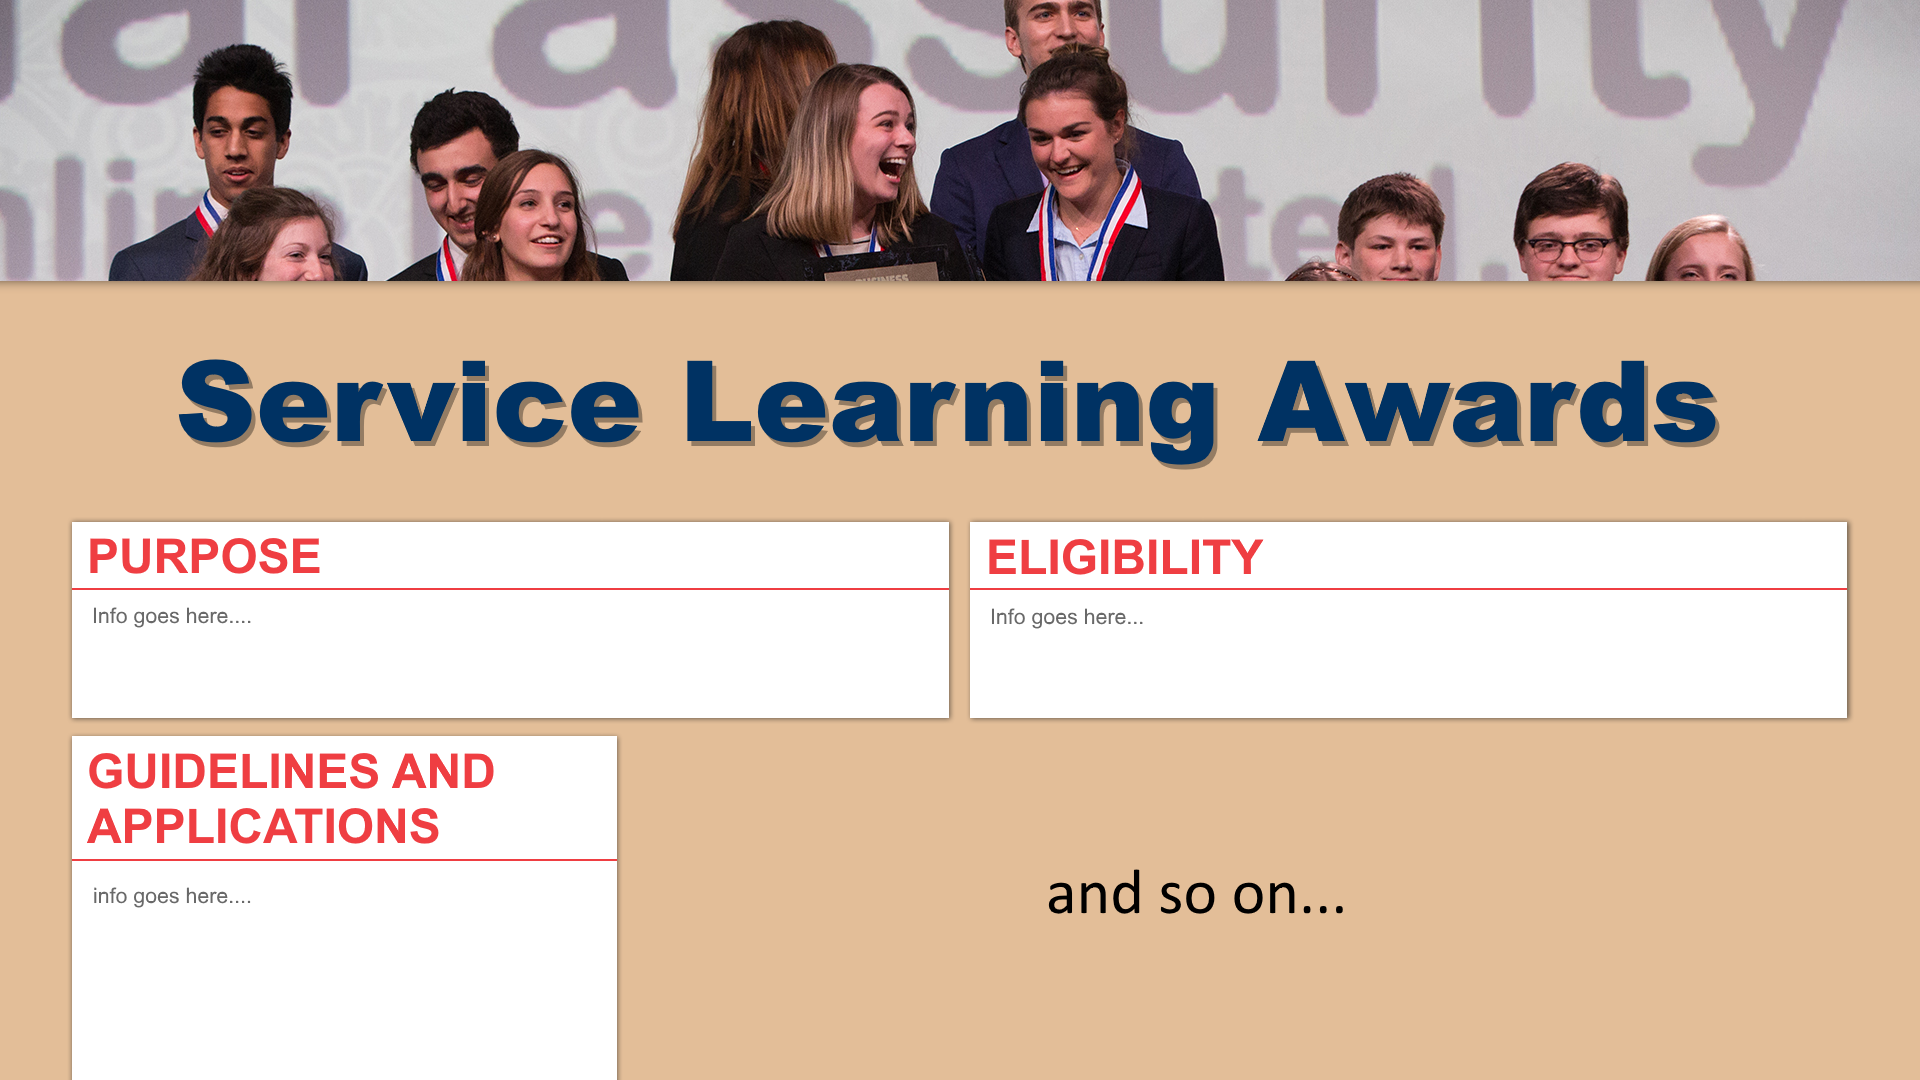 assurity
Service Learning Awards
PURPOSE
ELIGIBILITY
Info goes here....
Info goes here...
GUIDELINES AND
APPLICATIONS
info goes here....
and so on...